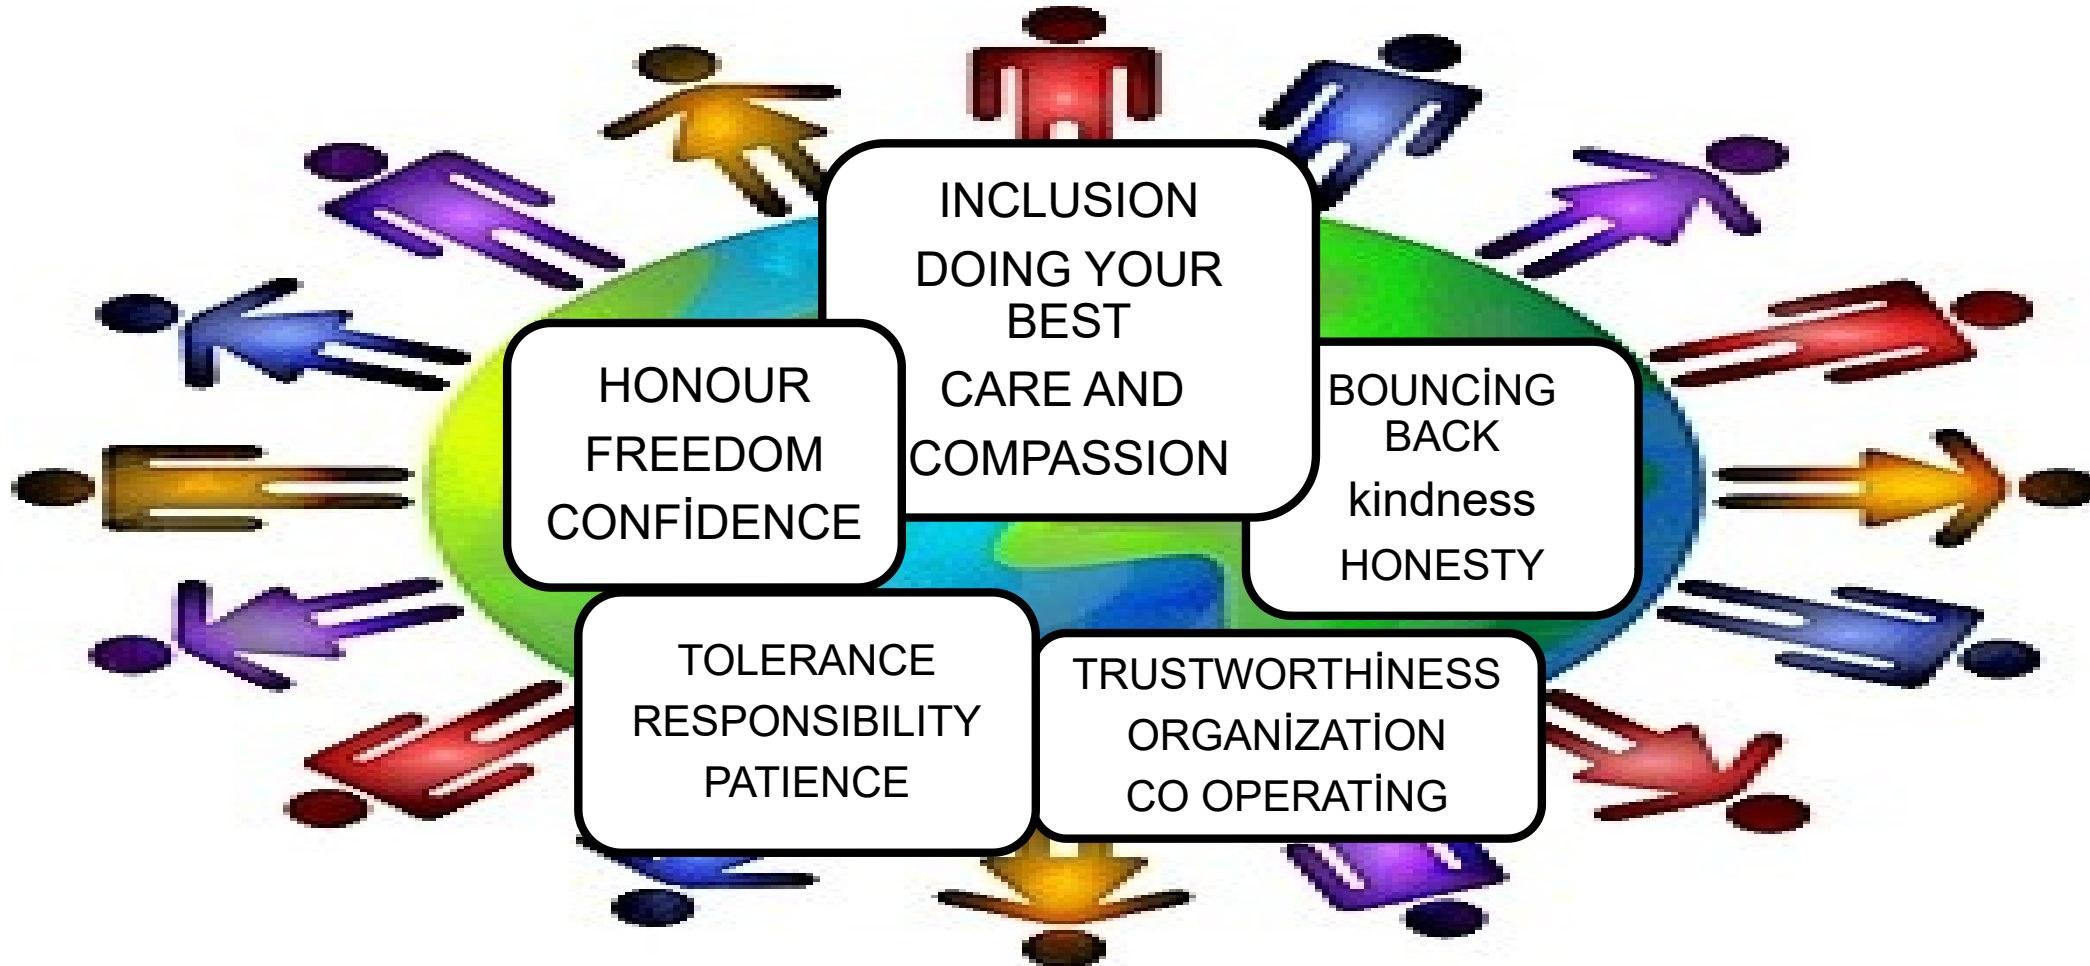 INCLUSION
DOING YOUR
BEST
CARE AND
COMPASSION
HONOUR
FREEDOM
CONFİDENCE
BOUNCİNG
BACK
kindness
HONESTY
TOLERANCE
RESPONSIBILITY
PATIENCE
TRUSTWORTHİNESS
ORGANİZATİON
CO OPERATİNG